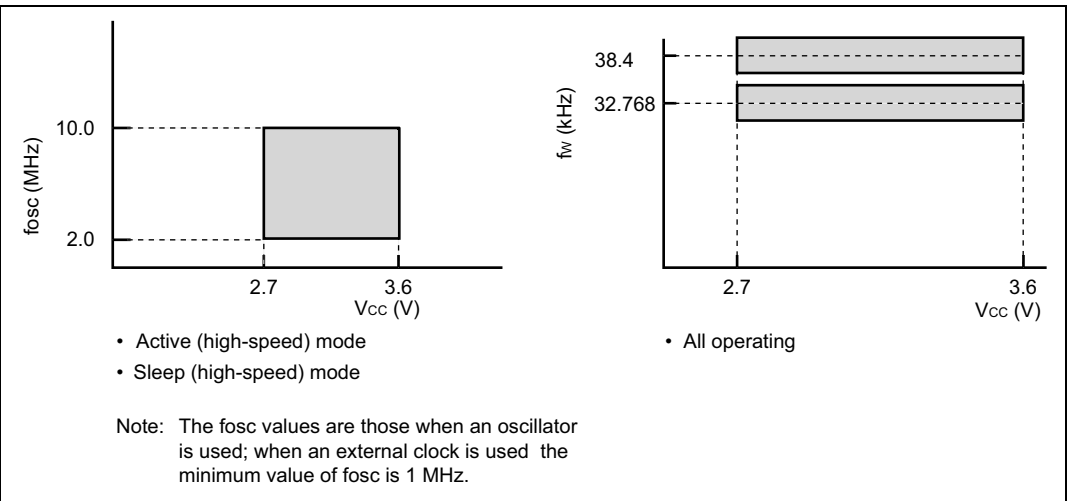 fosc (MHz)
10.0
2.0
2.7
3.6
Vcc (V)
• Active (high-speed) mode
• Sleep (high-speed) mode
Note: The fosc values are those when an oscillator
is used; when an external clock is used the
minimum value of fosc is 1 MHz.
fw (kHz)
38.4
32.768
2.7
3.6
Vcc (V)
• All operating